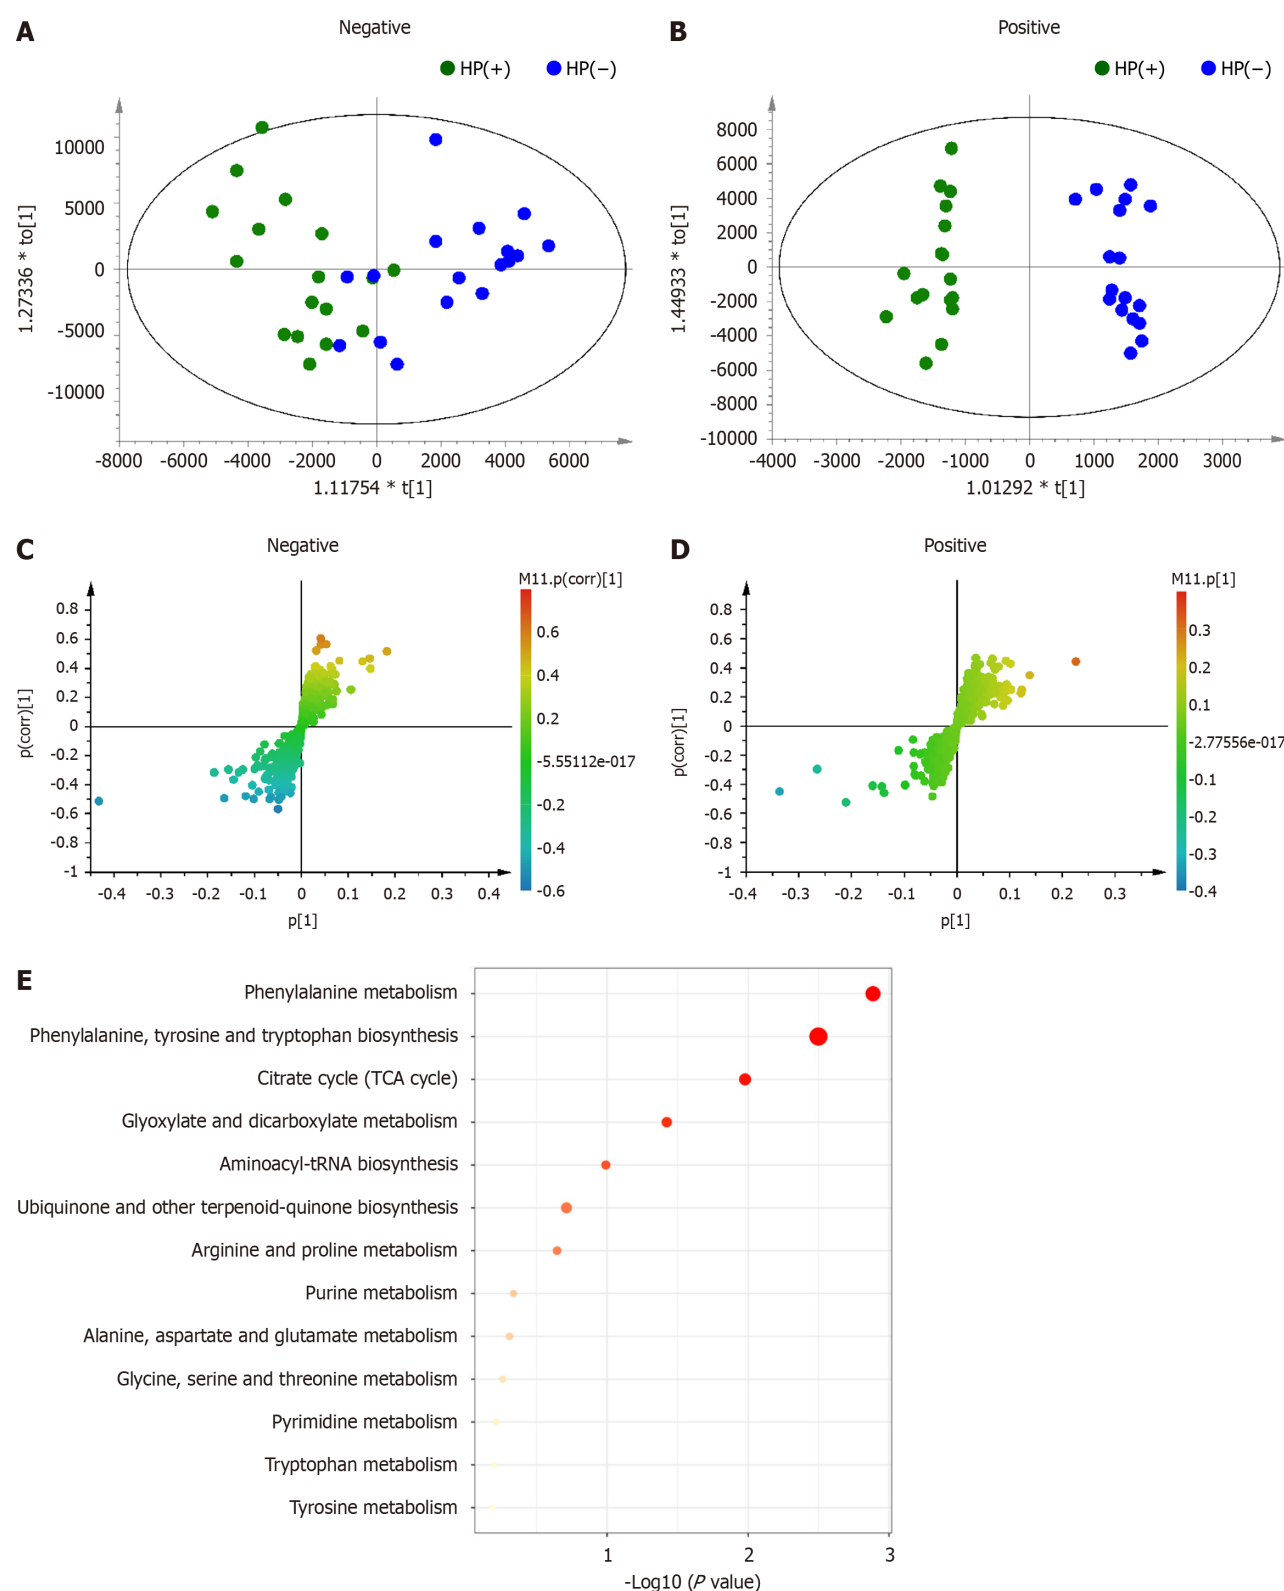 A
Negative
HP(+) HP(−)
10000
5000
0
-5000
-10000
1.27336 * to[1]
-8000 -6000 -4000 -2000 0 2000 4000 6000
1.11754 * t[1]
B
Positive
HP(+) HP(−)
8000
6000
4000
2000
0
-2000
-4000
-6000
-8000
-10000
1.44933 * to[1]
-4000 -3000 -2000 -1000 0 1000 2000 3000
1.01292 * t[1]
C
Negative
M11.p(corr)[1]
0.8
0.6
0.4
0.2
0
-0.2
-0.4
-0.6
-0.8
-1
p(corr)[1]
-0.4 -0.3 -0.2 -0.1 0 0.1 0.2 0.3 0.4
p[1]
0.6
0.4
0.2
-5.55112e-017
-0.2
-0.4
-0.6
D
Positive
M11.p[1]
0.8
0.6
0.4
0.2
0
-0.2
-0.4
-0.6
-0.8
-1
p(corr)[1]
-0.4 -0.3 -0.2 -0.1 0 0.1 0.2 0.3
p[1]
0.3
0.2
0.1
-2.77556e-017
-0.1
-0.2
-0.3
-0.4
E
Phenylalanine metabolism
Phenylalanine, tyrosine and tryptophan biosynthesis
Citrate cycle (TCA cycle)
Glyoxylate and dicarboxylate metabolism
Aminoacyl-tRNA biosynthesis
Ubiquinone and other terpenoid-quinone biosynthesis
Arginine and proline metabolism
Purine metabolism
Alanine, aspartate and glutamate metabolism
Glycine, serine and threonine metabolism
Pyrimidine metabolism
Tryptophan metabolism
Tyrosine metabolism
1 2 3
-Log10 (P value)